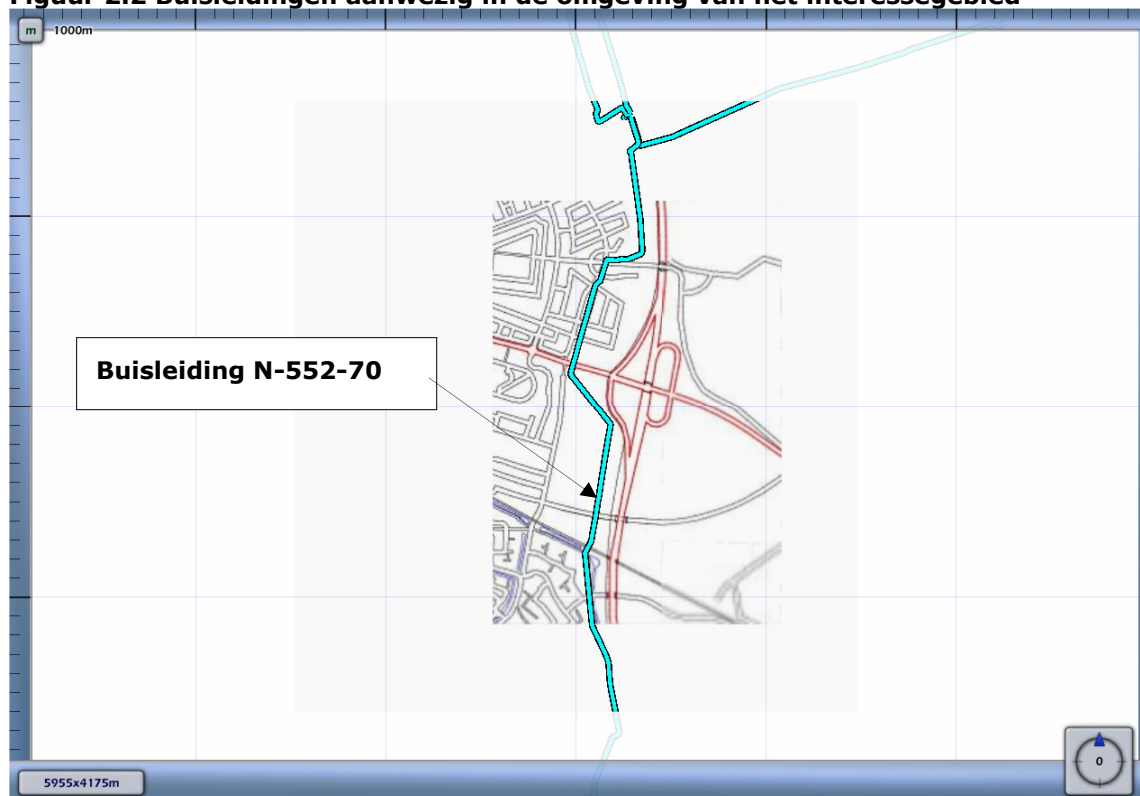 Figuur 2.2 Buisleidingen aanwezig in de omgeving van het interessegebied
m
1000m
Buisleiding N-552-70
0
5955x4175m